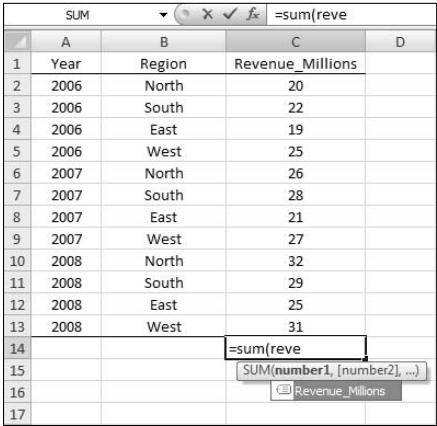 SUM fx =sum(reve
A B C D
1 Year Region Revenue_Millions
2 2006 North 20
3 2006 South 22
4 2006 East 19
5 2006 West 25
6 2007 North 26
7 2007 South 28
8 2007 East 21
9 2007 West 27
10 2008 North 32
11 2008 South 29
12 2008 East 25
13 2008 West 31
14 =sum(reve
15 SUM(number1, [number2], ...)
16 Revenue_Millions
17